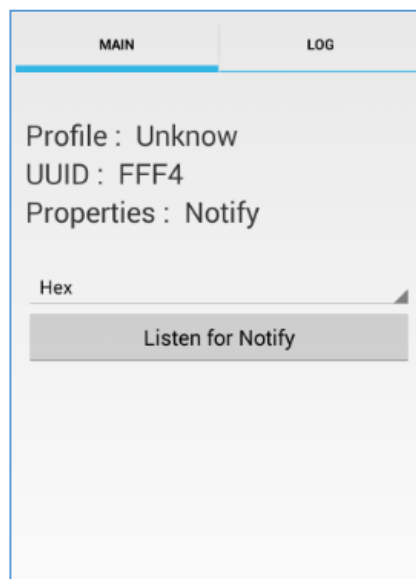 MAIN
LOG
Profile : Unknow
UUID : FFF4
Properties : Notify
Hex
Listen for Notify